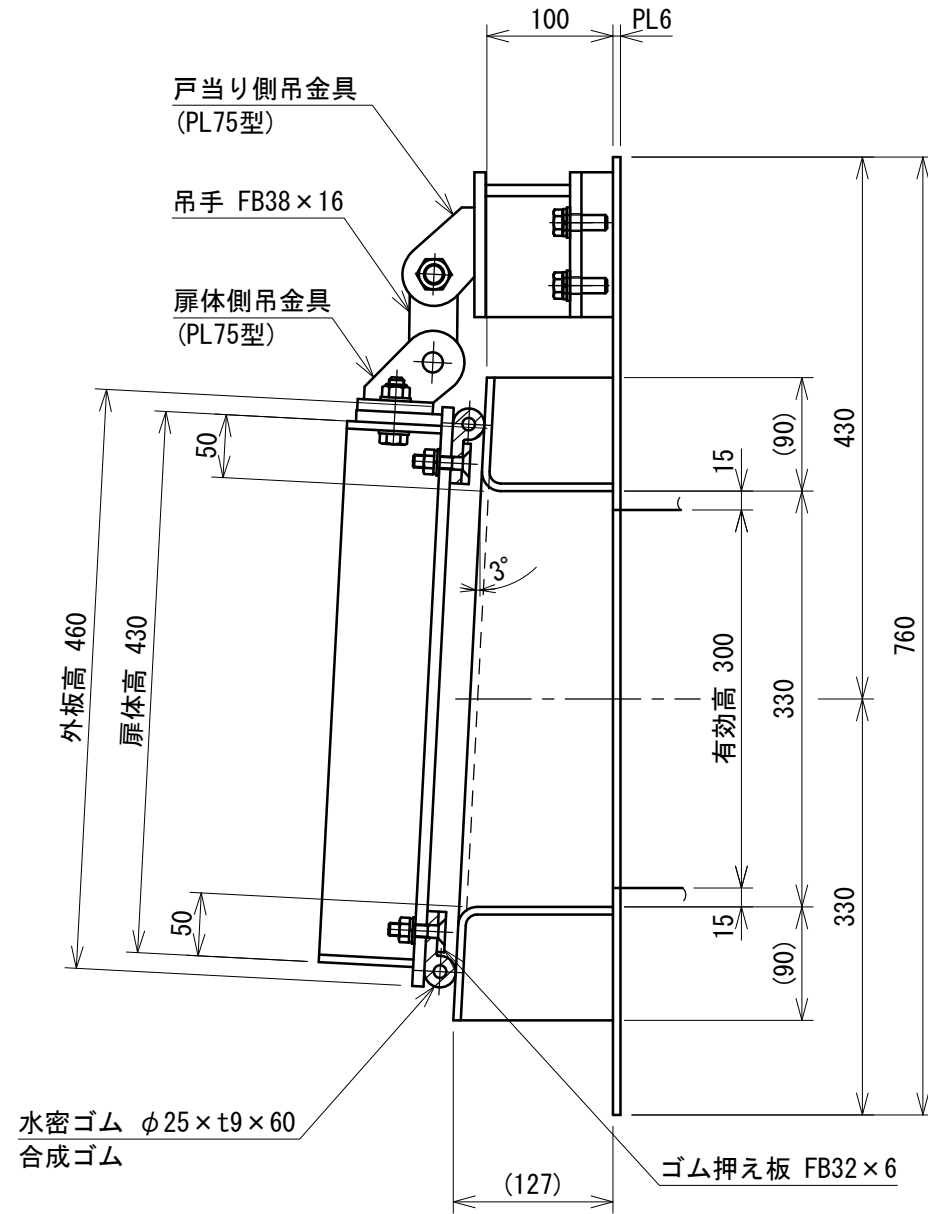 100
PL6
戸当り側吊金具
(PL75型)
吊手 FB38×16
扉体側吊金具
(PL75型)
50
(90)
15
430
3°
外板高 460
扉体高 430
有効高 300
330
760
50
15
(90)
330
水密ゴム φ25×t9×60
合成ゴム
(127)
ゴム押え板 FB32×6